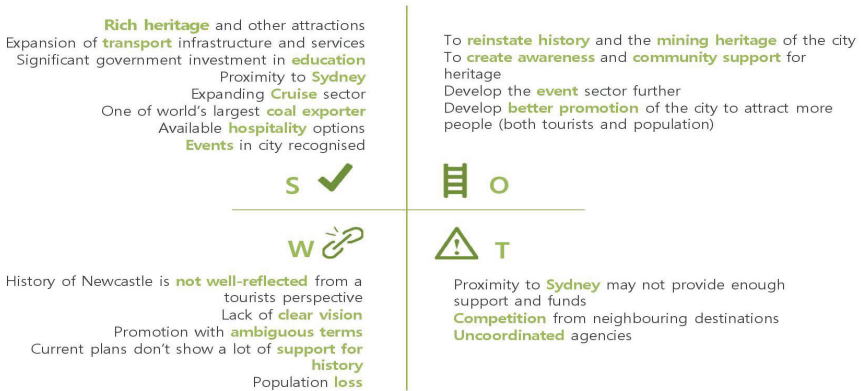 Rich heritage and other attractions
Expansion of transport infrastructure and services
Significant government investment in education
Proximity to Sydney
Expanding Cruise sector
One of world's largest coal exporter
Available hospitality options
Events in city recognised
S
To reinstate history and the mining heritage of the city
To create awareness and community support for
heritage
Develop the event sector further
Develop better promotion of the city to attract more
people (both tourists and population)
O
W
History of Newcastle is not well-reflected from a
tourists perspective
Lack of clear vision
Promotion with ambiguous terms
Current plans don't show a lot of support for
history
Population loss
T
Proximity to Sydney may not provide enough
support and funds
Competition from neighbouring destinations
Uncoordinated agencies